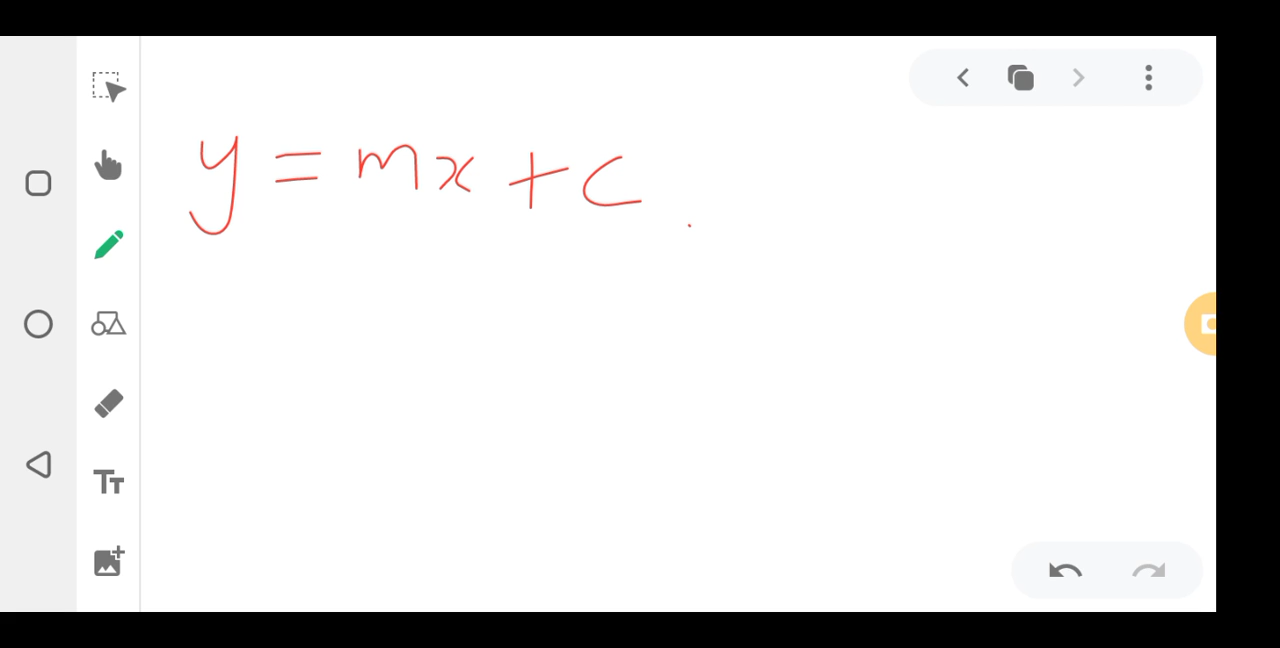 y = mx + c .